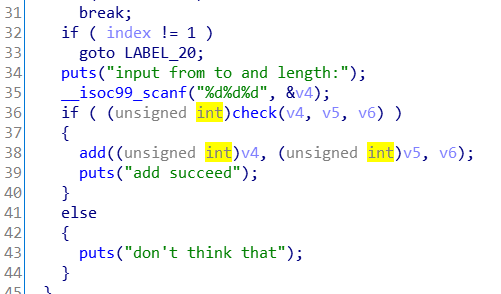 31 break;
32 if ( index != 1 )
33 goto LABEL_20;
34 puts("input from to and length:");
35 __isoc99_scanf("%d%d%d", &v4);
36 if ( (unsigned int)check(v4, v5, v6) )
37 {
38 add((unsigned int)v4, (unsigned int)v5, v6);
39 puts("add succeed");
40 }
41 else
42 {
43 puts("don't think that");
44 }
45 }